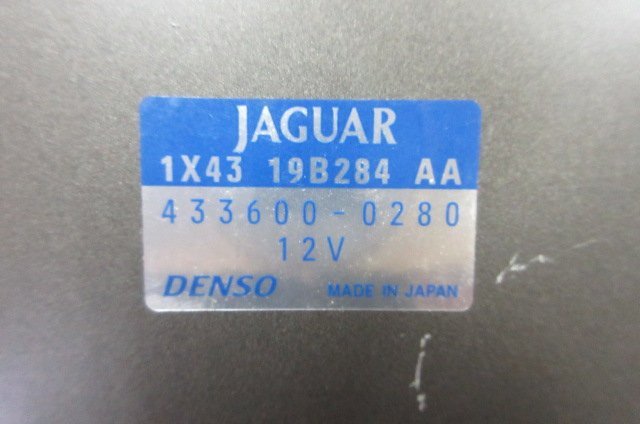 JAGUAR
1X43 19B284 AA
433600-0280
12V
DENSO MADE IN JAPAN